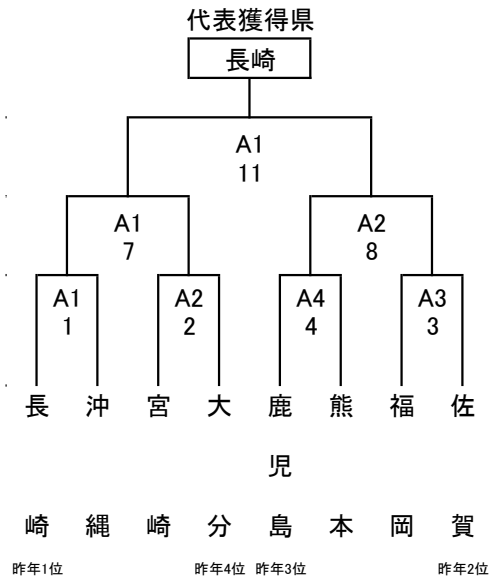 代表獲得県
長崎
A1
11
A1
7
A2
8
A1
1
A2
2
A4
4
A3
3
長崎
沖縄
宮崎
大分
鹿児島
熊本
福岡
佐賀
昨年1位
昨年4位
昨年3位
昨年2位